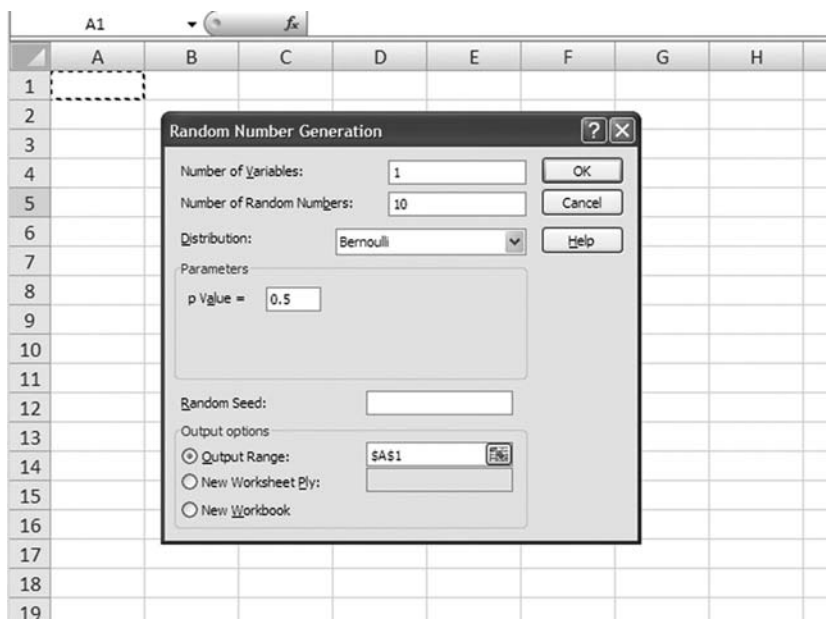 A1 fx
A B C D E F G H
1
2
Random Number Generation ? X
3
4 Number of Variables: 1 OK
5 Number of Random Numbers: 10 Cancel
6 Distribution: Bernoulli Help
7 Parameters
8 p Value = 0.5
9
10
11
12 Random Seed:
13 Output options
14 Output Range: $A$1
15 New Worksheet Ply:
16 New Workbook
17
18
19